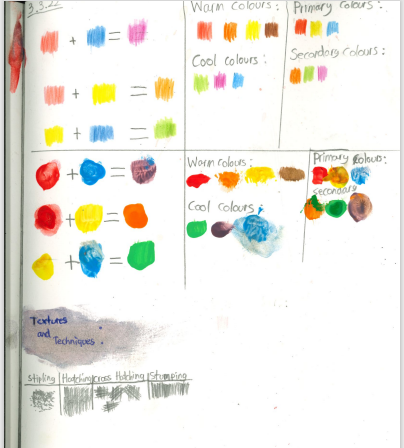 3.3.22
Warm colours :
Primary colours :
+ =
Cool colours :
Secondary Colours :
+ =
+ =
Warm colours :
Primary colours :
+ =
secondary
Cool colours :
+ =
+ =
Textures
and
Techniques .
Stipling Hatching cross Hatching Stumping